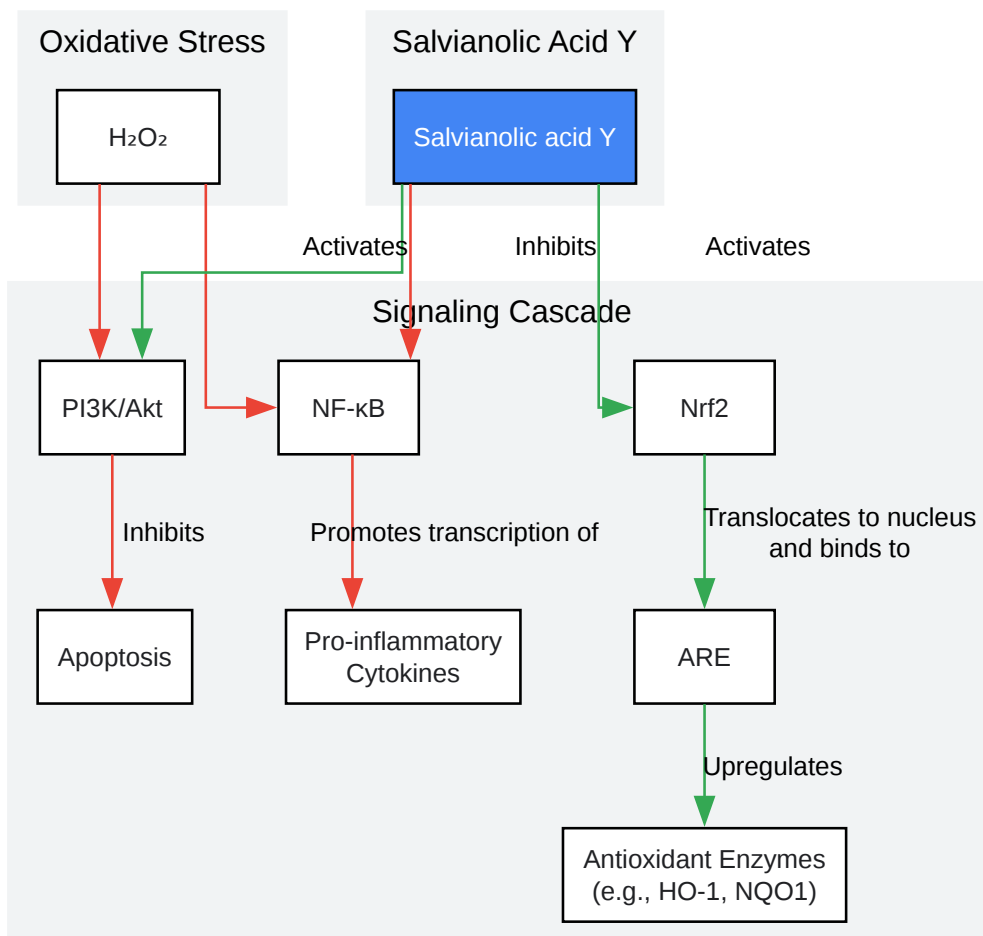 Oxidative Stress
Salvianolic Acid Y
H₂O₂
Salvianolic acid Y
Activates
Inhibits
Activates
Signaling Cascade
PI3K/Akt
NF-κB
Nrf2
Inhibits
Promotes transcription of
Translocates to nucleus
and binds to
Apoptosis
Pro-inflammatory
Cytokines
ARE
Upregulates
Antioxidant Enzymes
(e.g., HO-1, NQO1)